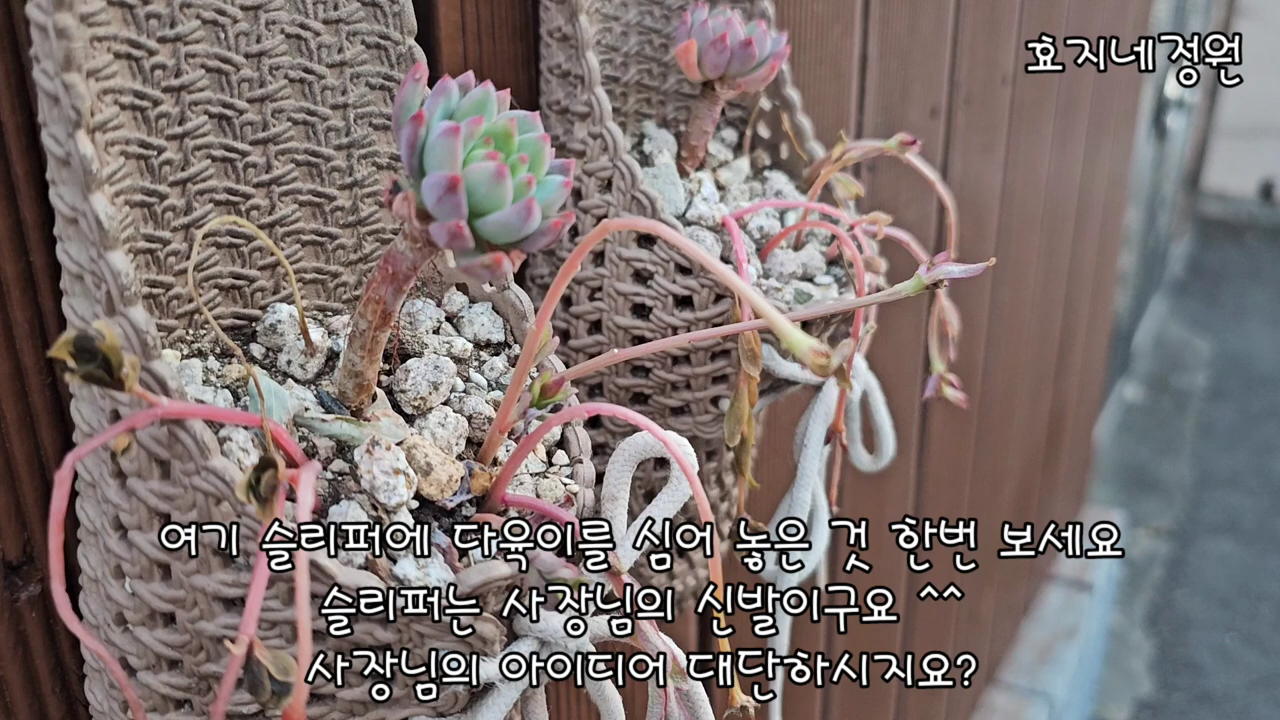 효지네정원
여기 슬리퍼에 다육이를 심어 놓은 것 한번 보세요
슬리퍼는 사장님의 신발이구요 ^^
사장님의 아이디어 대단하시지요?